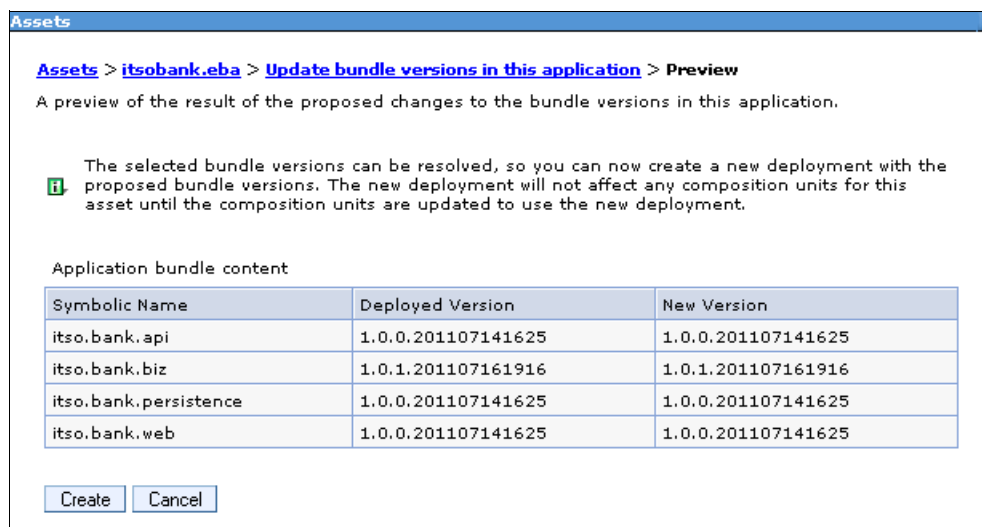 Assets
Assets > itsobank.eba > Update bundle versions in this application > Preview
A preview of the result of the proposed changes to the bundle versions in this application.
The selected bundle versions can be resolved, so you can now create a new deployment with the
proposed bundle versions. The new deployment will not affect any composition units for this
asset until the composition units are updated to use the new deployment.
Application bundle content
Symbolic Name Deployed Version New Version
itso.bank.api 1.0.0.201107141625 1.0.0.201107141625
itso.bank.biz 1.0.1.201107161916 1.0.1.201107161916
itso.bank.persistence 1.0.0.201107141625 1.0.0.201107141625
itso.bank.web 1.0.0.201107141625 1.0.0.201107141625
Create Cancel